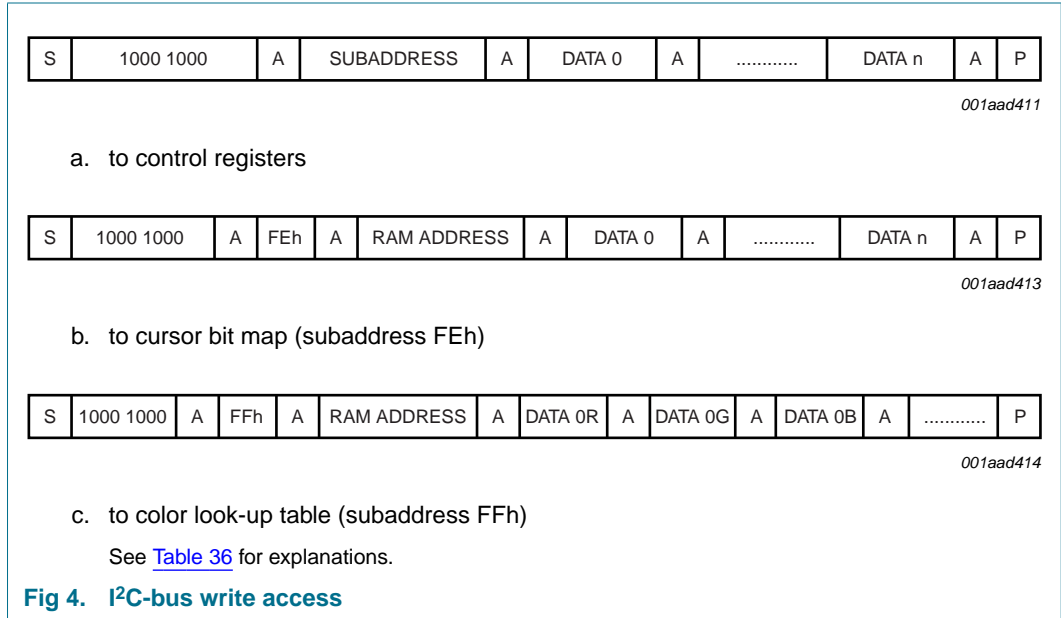 S 1000 1000 A SUBADDRESS A DATA 0 A ............ DATA n A P
001aad411
a. to control registers
S 1000 1000 A FEh A RAM ADDRESS A DATA 0 A ............ DATA n A P
001aad413
b. to cursor bit map (subaddress FEh)
S 1000 1000 A FFh A RAM ADDRESS A DATA 0R A DATA 0G A DATA 0B A ............ P
001aad414
c. to color look-up table (subaddress FFh)
See Table 36 for explanations.
Fig 4. I²C-bus write access